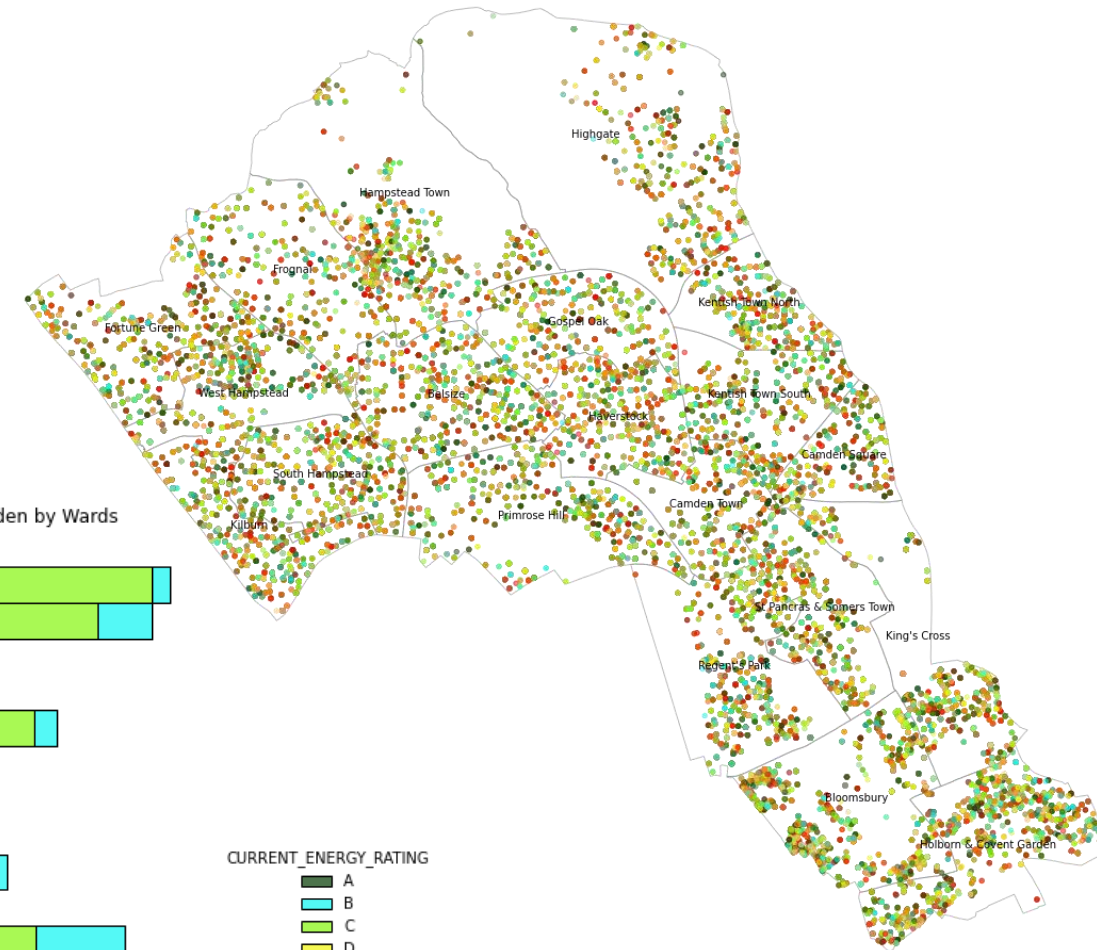 Highgate
Hampstead Town
Frognal
Kentish Town North
Gospel Oak
Fortune Green
West Hampstead
Belsize
Kentish Town South
Haverstock
Camden Square
South Hampstead
Camden Town
den by Wards
Primrose Hill
Kilburn
St Pancras & Somers Town
King's Cross
Regent's Park
Bloomsbury
Holborn & Covent Garden
CURRENT_ENERGY_RATING
A
B
C
D